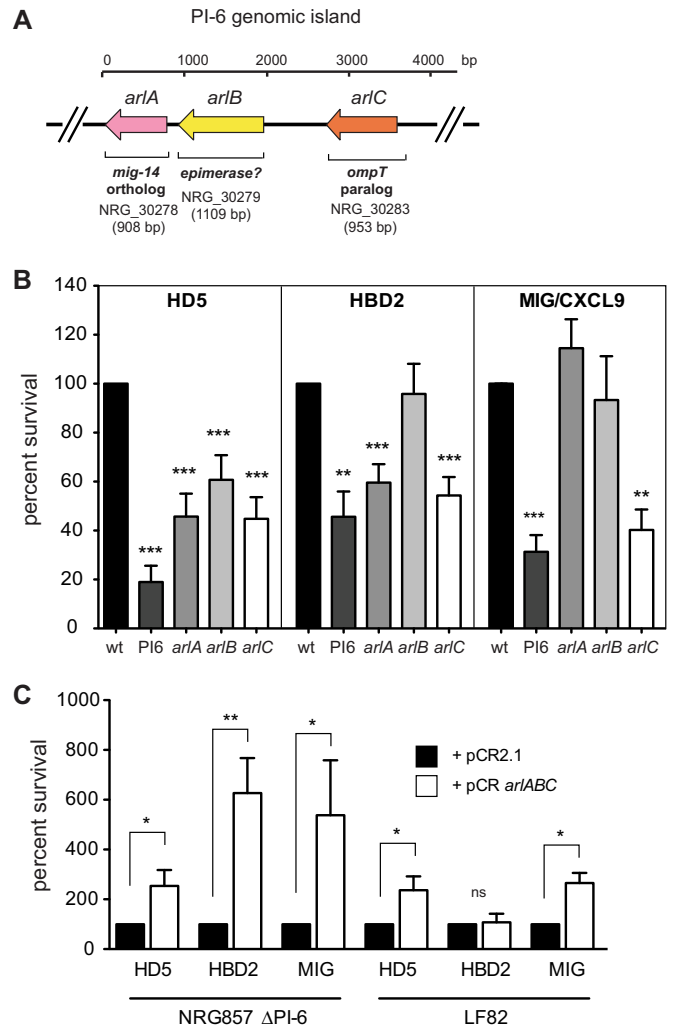 A
PI-6 genomic island
0 1000 2000 3000 4000 bp
arlA arlB arlC
mig-14 ortholog NRG_30278 (908 bp)
epimerase? NRG_30279 (1109 bp)
ompT paralog NRG_30283 (953 bp)
B
percent survival
140
120
100
80
60
40
20
0
HD5 HBD2 MIG/CXCL9
*** *** *** ***
** *** ***
*** **
wt PI6 arlA arlB arlC wt PI6 arlA arlB arlC wt PI6 arlA arlB arlC
C
percent survival
1000
800
600
400
200
0
* ** * * ns *
+ pCR2.1
+ pCR arlABC
HD5 HBD2 MIG HD5 HBD2 MIG
NRG857 ΔPI-6 LF82